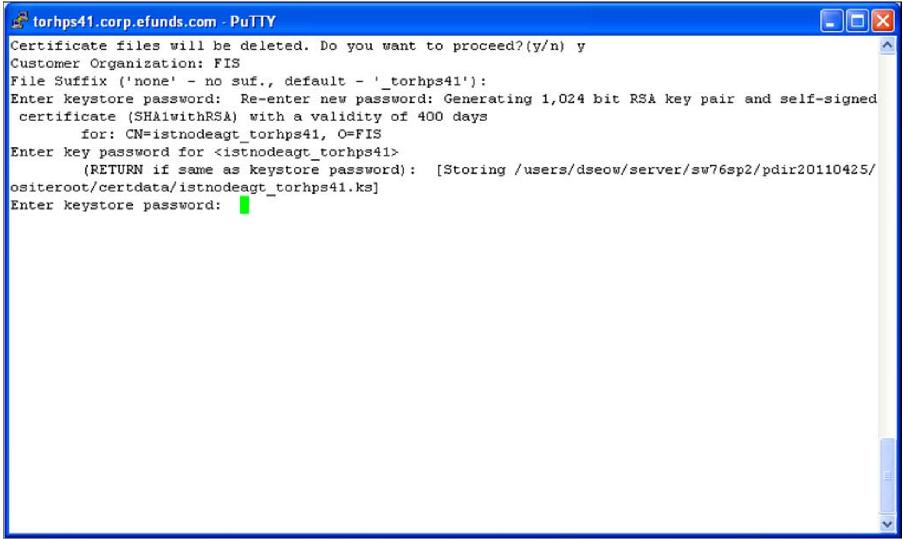 torhps41.corp.efunds.com - PuTTY
Certificate files will be deleted. Do you want to proceed?(y/n) y
Customer Organization: FIS
File Suffix ('none' - no suf., default - '_torhps41'):
Enter keystore password:  Re-enter new password: Generating 1,024 bit RSA key pair and self-signed
 certificate (SHA1withRSA) with a validity of 400 days
        for: CN=istnodeagt_torhps41, O=FIS
Enter key password for <istnodeagt_torhps41>
        (RETURN if same as keystore password):  [Storing /users/dseow/server/sw76sp2/pdir20110425/
ositeroot/certdata/istnodeagt_torhps41.ks]
Enter keystore password: